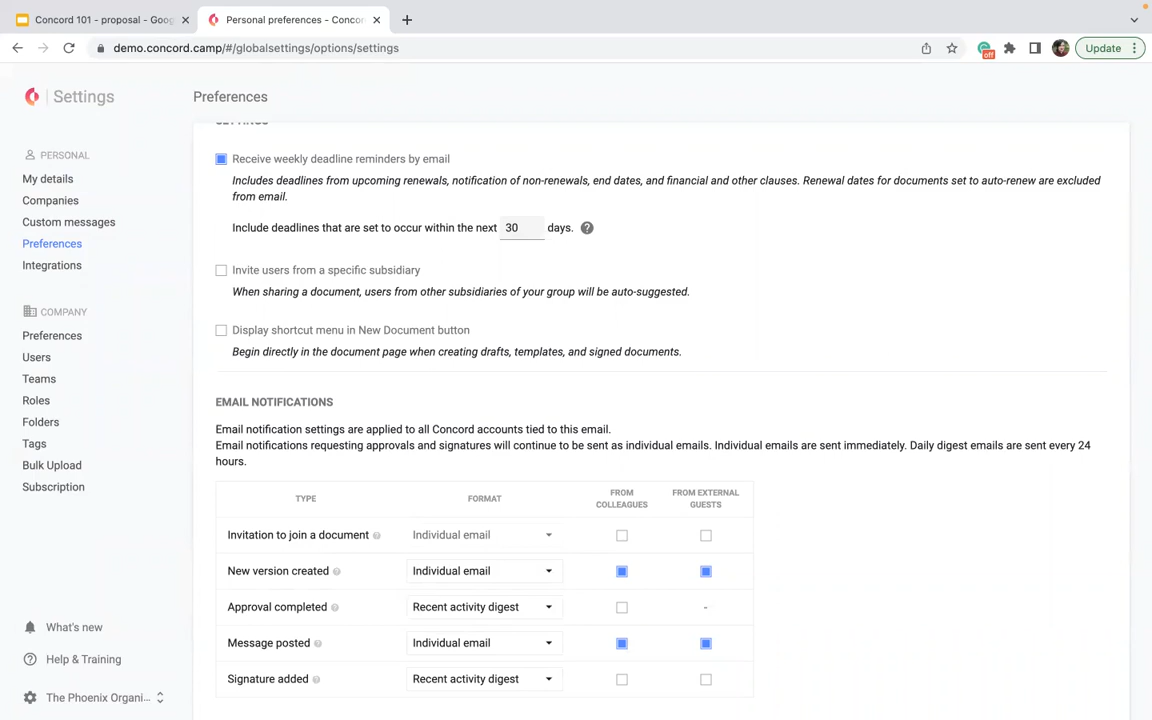 Concord 101 - proposal - Goog
Personal preferences - Concor
demo.concord.camp/#/globalsettings/options/settings
off
Update
Settings
Preferences
PERSONAL
My details
Companies
Custom messages
Preferences
Integrations
COMPANY
Preferences
Users
Teams
Roles
Folders
Tags
Bulk Upload
Subscription
What's new
Help & Training
The Phoenix Organi...
SETTINGS
Receive weekly deadline reminders by email
Includes deadlines from upcoming renewals, notification of non-renewals, end dates, and financial and other clauses. Renewal dates for documents set to auto-renew are excluded
from email.
Include deadlines that are set to occur within the next 30 days. ?
Invite users from a specific subsidiary
When sharing a document, users from other subsidiaries of your group will be auto-suggested.
Display shortcut menu in New Document button
Begin directly in the document page when creating drafts, templates, and signed documents.
EMAIL NOTIFICATIONS
Email notification settings are applied to all Concord accounts tied to this email.
Email notifications requesting approvals and signatures will continue to be sent as individual emails. Individual emails are sent immediately. Daily digest emails are sent every 24
hours.
TYPE FORMAT FROM COLLEAGUES FROM EXTERNAL GUESTS
Invitation to join a document ? Individual email
New version created ? Individual email
Approval completed ? Recent activity digest -
Message posted ? Individual email
Signature added ? Recent activity digest